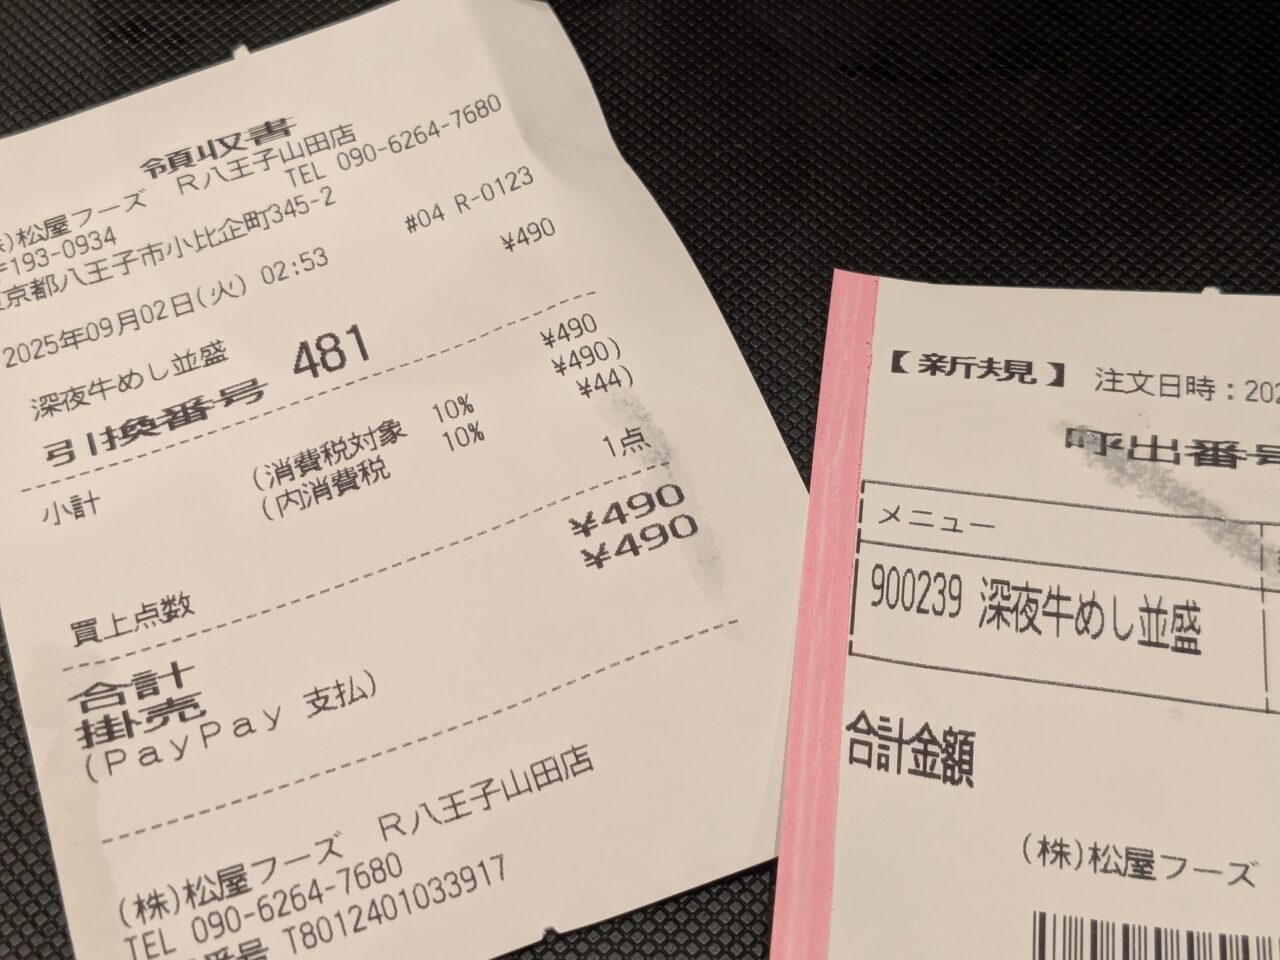 領収書
株)松屋フーズ R八王子山田店
〒193-0934 TEL 090-6264-7680
京都八王子市小比企町345-2
2025年09月02日(火) 02:53 #04 R-0123
深夜牛めし並盛 ¥490
引換番号 481
小計 ¥490
(消費税対象 10% ¥490)
(内消費税 10% ¥44)
買上点数 1点
合計 ¥490
掛売 ¥490
(PayPay 支払)
(株)松屋フーズ R八王子山田店
TEL 090-6264-7680
番号 T8012401033917
【新規】 注文日時:202
呼出番号
メニュー
900239 深夜牛めし並盛
合計金額
(株)松屋フーズ